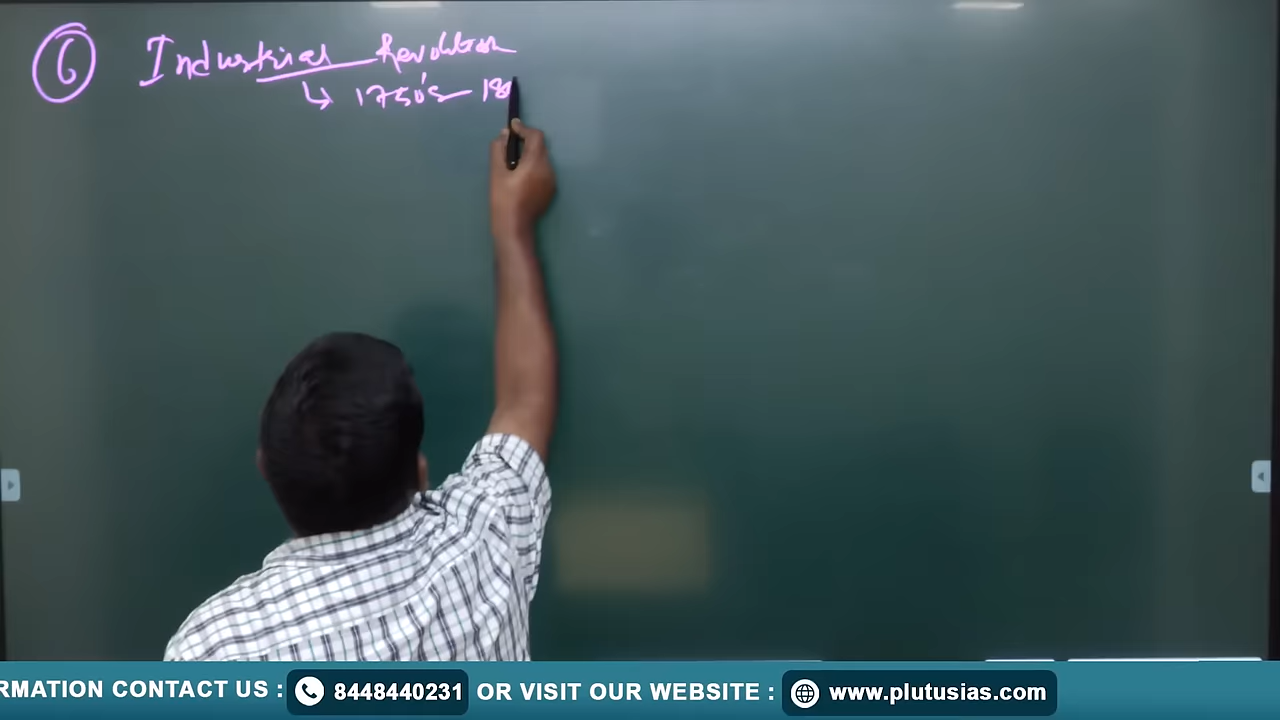 6 Industrial Revolution
↳ 1750's - 18
RMATION CONTACT US : 8448440231 OR VISIT OUR WEBSITE : www.plutusias.com